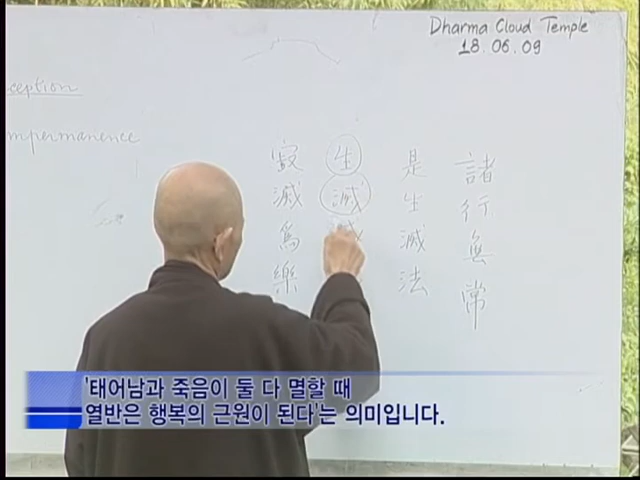 Dharma Cloud Temple
18.06.09
ception
mpermanence
諸行無常
是生滅法
生滅滅
寂滅為樂
'태어남과 죽음이 둘 다 멸할 때
열반은 행복의 근원이 된다'는 의미입니다.